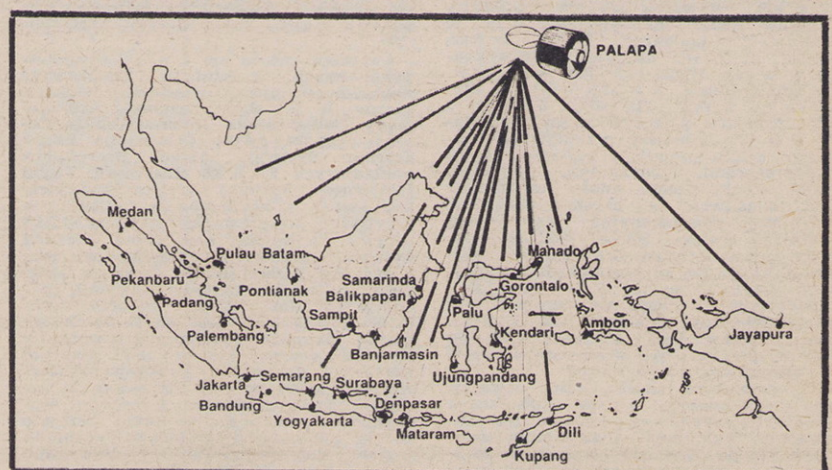 PALAPA
Medan
Pulau Batam
Manado
Pekanbaru
Samarinda
Gorontalo
Padang
Pontianak
Balikpapan
Sampit
Palu
Palembang
Kendari
Ambon
Jayapura
Banjarmasin
Jakarta
Semarang
Surabaya
Ujungpandang
Bandung
Denpasar
Yogyakarta
Mataram
Dili
Kupang